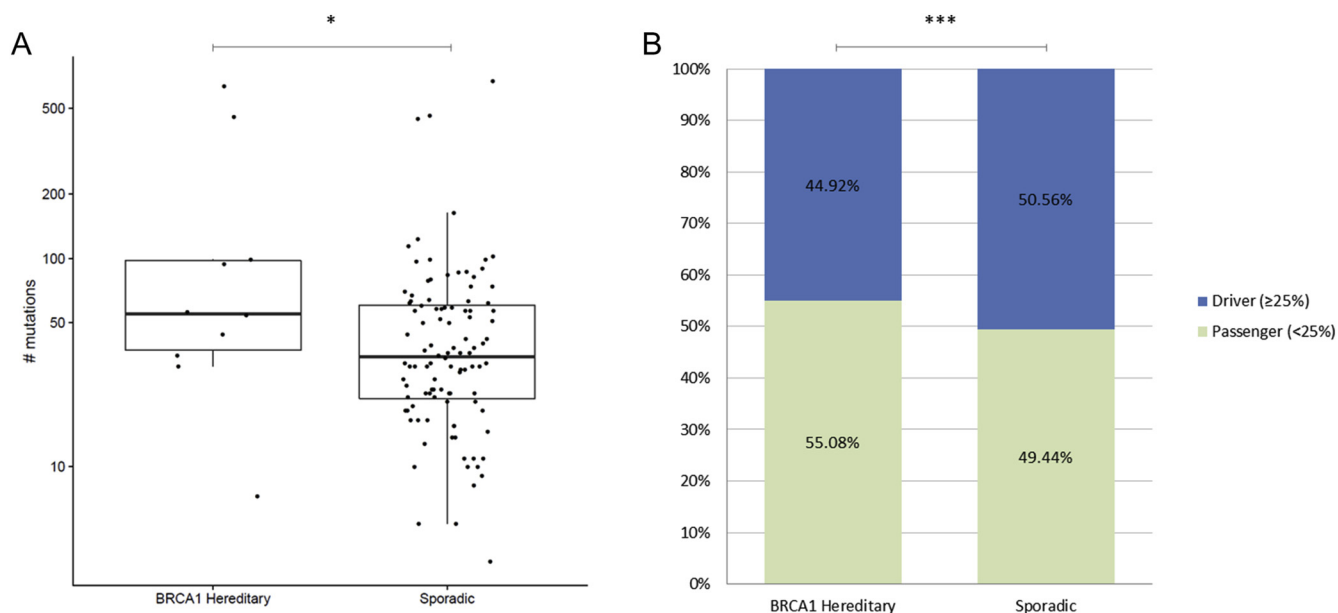 A
*
# mutations
500
200
100
50
10
BRCA1 Hereditary
Sporadic
B
***
100%
90%
80%
70%
60%
50%
40%
30%
20%
10%
0%
44.92%
50.56%
55.08%
49.44%
BRCA1 Hereditary
Sporadic
Driver (≥25%)
Passenger (<25%)